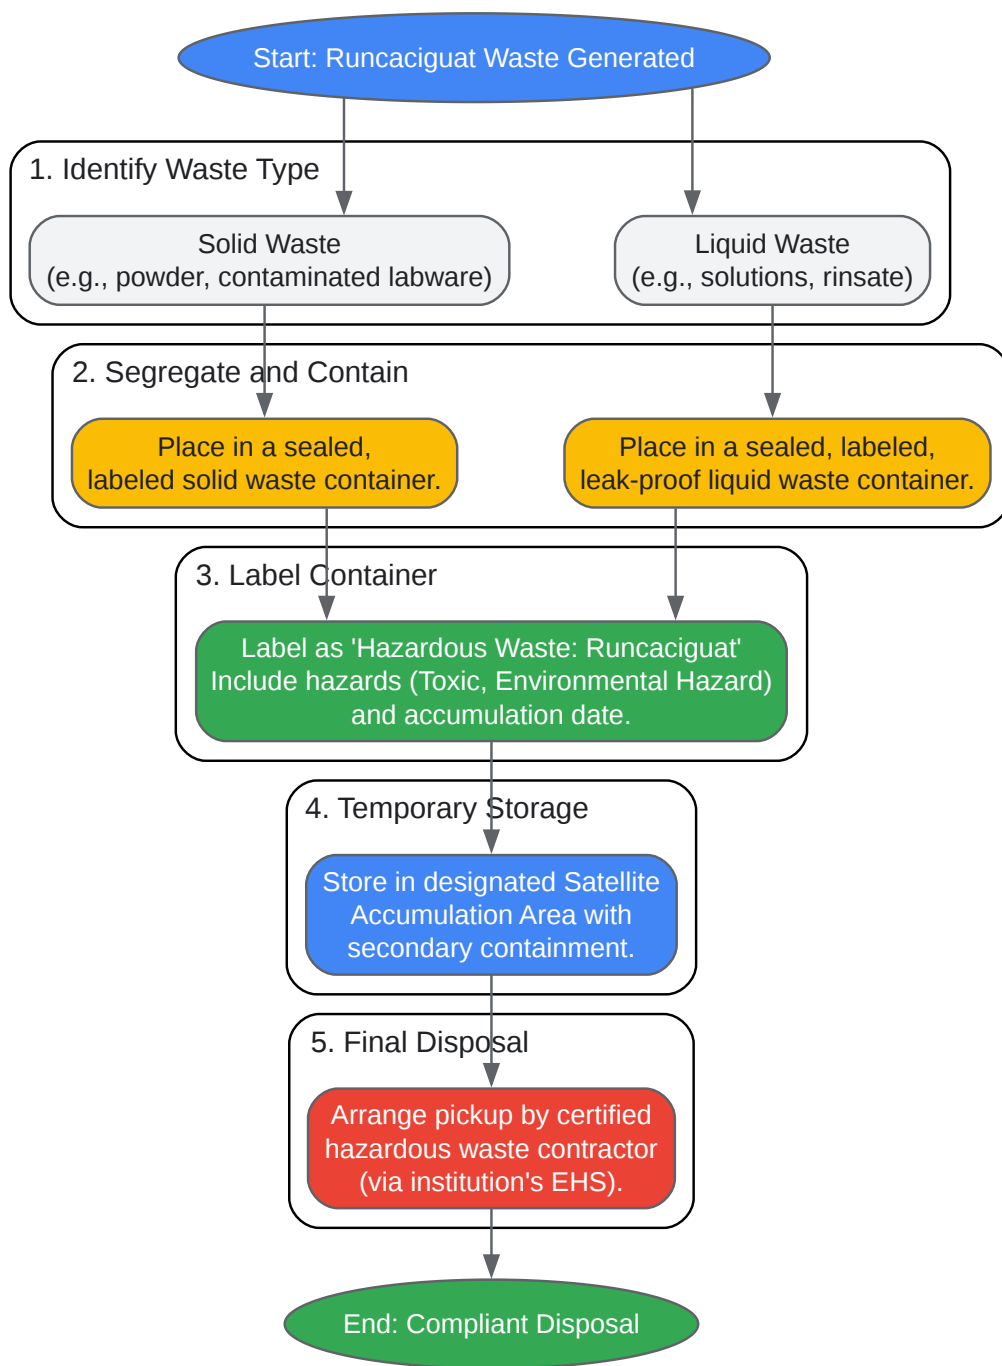 Start: Runcaciguat Waste Generated
1. Identify Waste Type
Solid Waste
(e.g., powder, contaminated labware)
Liquid Waste
(e.g., solutions, rinsate)
2. Segregate and Contain
Place in a sealed,
labeled solid waste container.
Place in a sealed, labeled,
leak-proof liquid waste container.
3. Label Container
Label as 'Hazardous Waste: Runcaciguat'
Include hazards (Toxic, Environmental Hazard)
and accumulation date.
4. Temporary Storage
Store in designated Satellite
Accumulation Area with
secondary containment.
5. Final Disposal
Arrange pickup by certified
hazardous waste contractor
(via institution's EHS).
End: Compliant Disposal